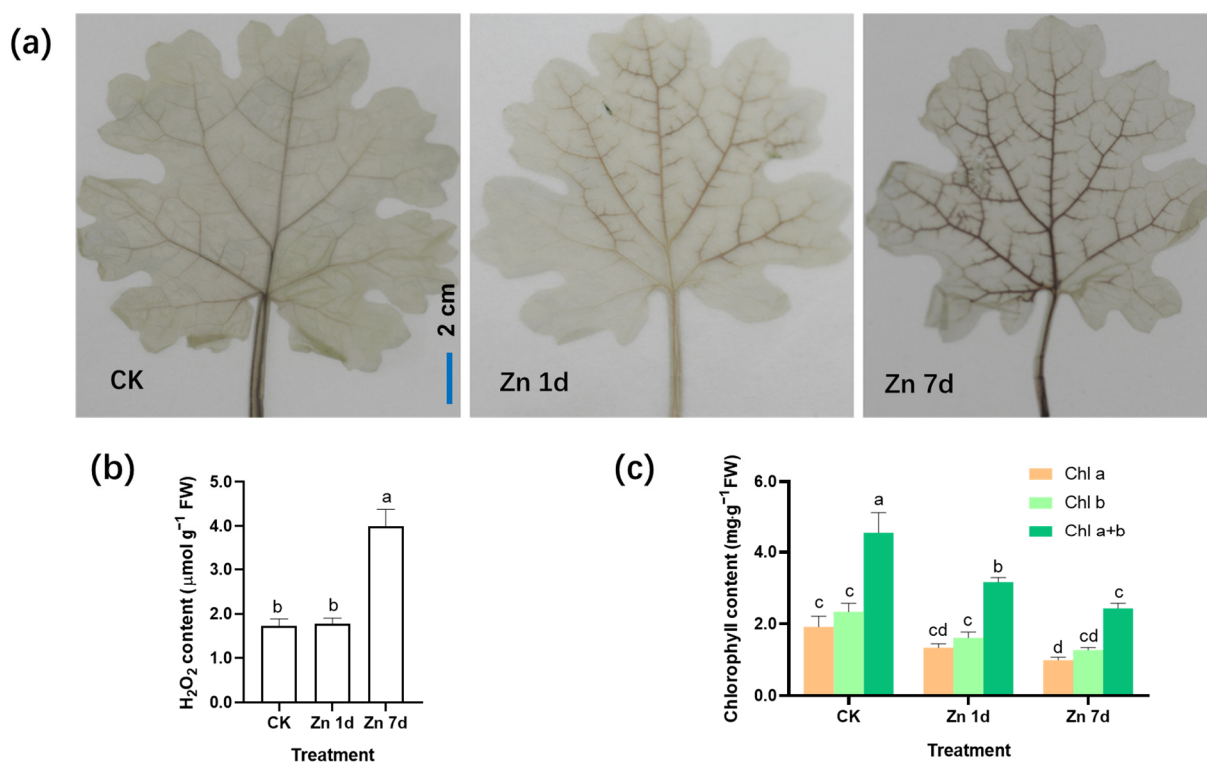 (a)
CK
2 cm
Zn 1d
Zn 7d
(b)
H₂O₂ content (μmol g⁻¹ FW)
5.0
4.0
3.0
2.0
1.0
0.0
b
b
a
CK
Zn 1d
Zn 7d
Treatment
(c)
Chlorophyll content (mg·g⁻¹FW)
6.0
4.0
2.0
0.0
Chl a
Chl b
Chl a+b
c
c
a
cd
c
b
d
cd
c
CK
Zn 1d
Zn 7d
Treatment